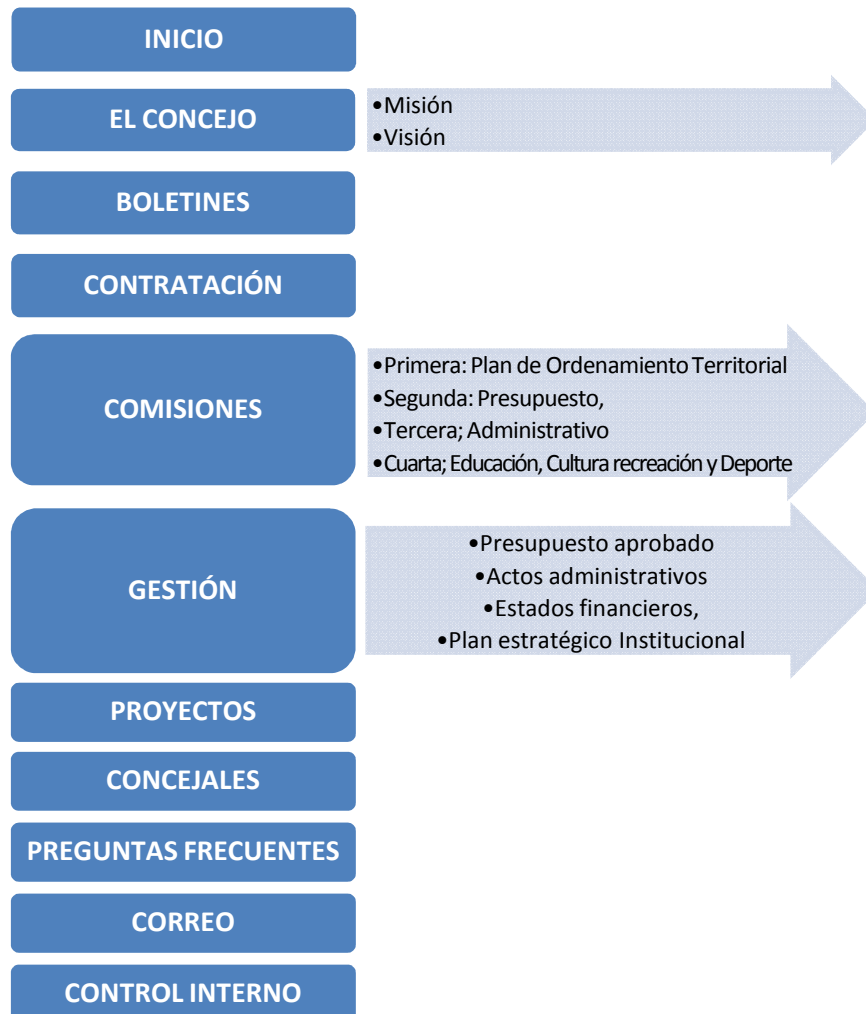 INICIO
EL CONCEJO
•Misión
•Visión
BOLETINES
CONTRATACIÓN
COMISIONES
•Primera: Plan de Ordenamiento Territorial
•Segunda: Presupuesto,
•Tercera; Administrativo
•Cuarta; Educación, Cultura recreación y Deporte
GESTIÓN
•Presupuesto aprobado
•Actos administrativos
•Estados financieros,
•Plan estratégico Institucional
PROYECTOS
CONCEJALES
PREGUNTAS FRECUENTES
CORREO
CONTROL INTERNO